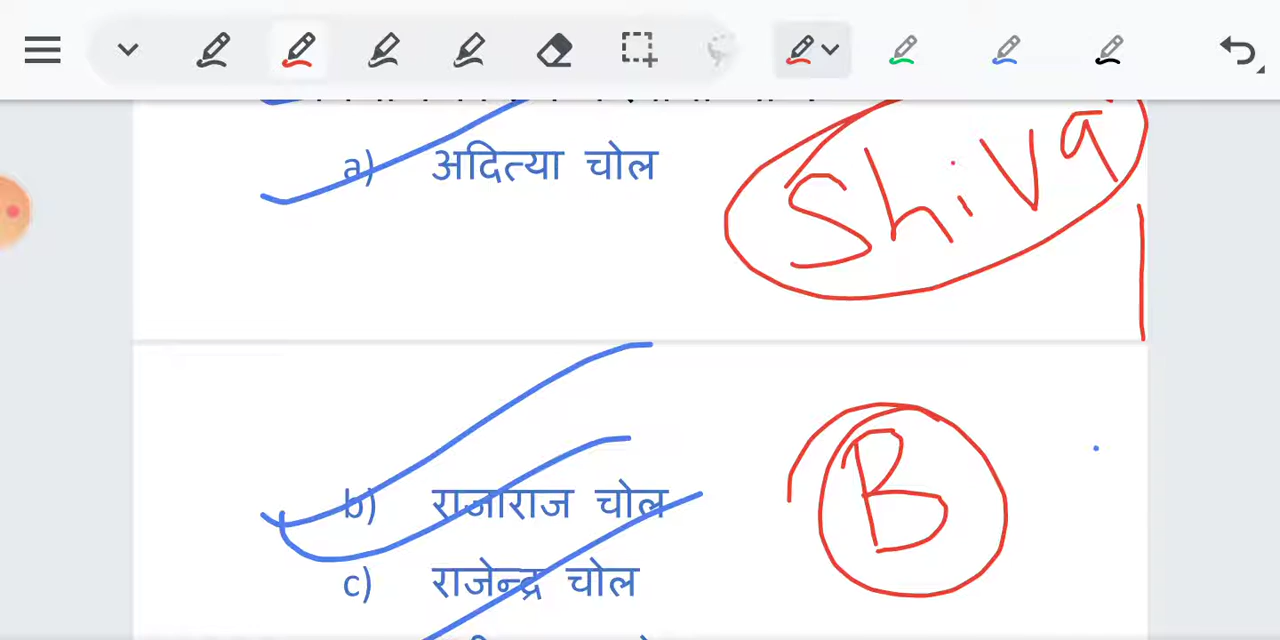 a) अदित्या चोल
Shiva
b) राजाराज चोल
B
c) राजेन्द्र चोल